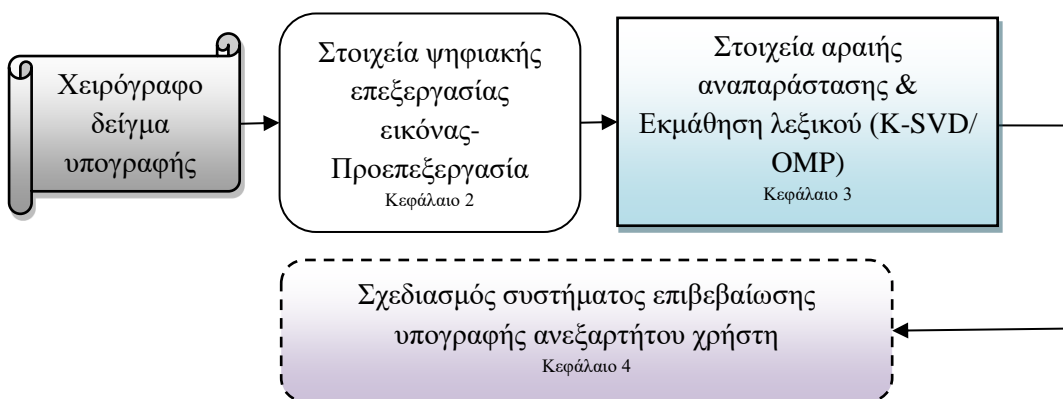 Χειρόγραφο
δείγμα
υπογραφής
Στοιχεία ψηφιακής
επεξεργασίας
εικόνας-
Προεπεξεργασία
Κεφάλαιο 2
Στοιχεία αραιής
αναπαράστασης &
Εκμάθηση λεξικού (K-SVD/
OMP)
Κεφάλαιο 3
Σχεδιασμός συστήματος επιβεβαίωσης
υπογραφής ανεξαρτήτου χρήστη
Κεφάλαιο 4